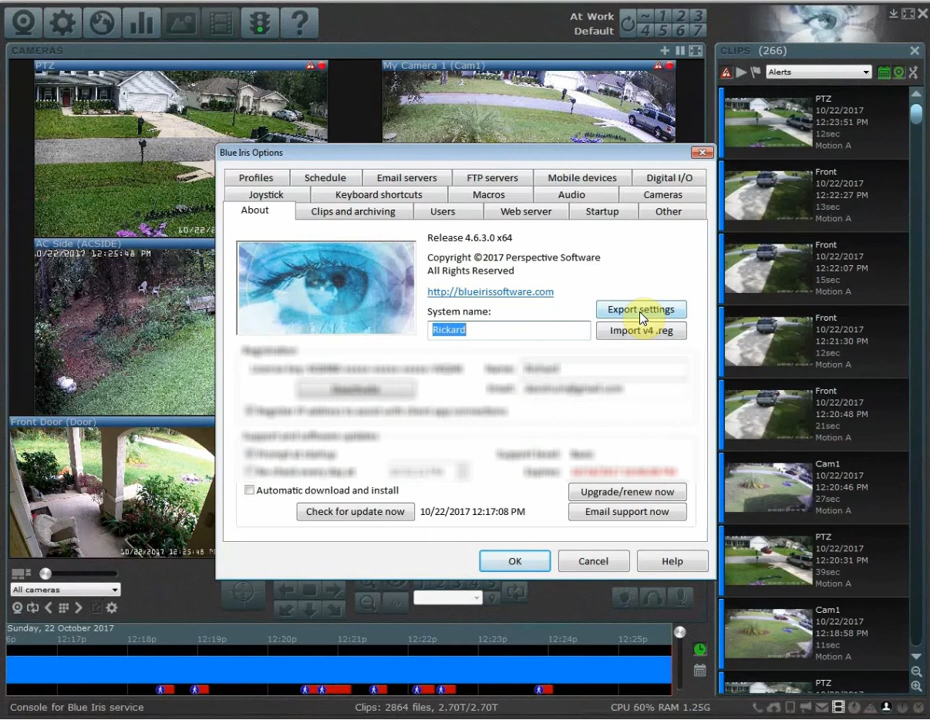 At Work
Default
~ 1 2 3
4 5 6 7
CAMERAS
CLIPS (266)
Alerts
PTZ
My Camera 1 (Cam1)
AC Side (ACSIDE)
12:25:48 PM
Front Door (Door)
10/22/2017 12:25:48 PM
Blue Iris Options
Profiles
Schedule
Email servers
FTP servers
Mobile devices
Digital I/O
Joystick
Keyboard shortcuts
Macros
Audio
Cameras
About
Clips and archiving
Users
Web server
Startup
Other
Release 4.6.3.0 x64
Copyright ©2017 Perspective Software
All Rights Reserved
http://blueirissoftware.com
System name:
Export settings
Rickard
Import v4 .reg
Automatic download and install
Upgrade/renew now
Check for update now
10/22/2017 12:17:08 PM
Email support now
OK
Cancel
Help
PTZ
10/22/2017
12:23:51 PM
12sec
Motion A
Front
10/22/2017
12:22:27 PM
13sec
Motion A
Front
10/22/2017
12:22:07 PM
15sec
Motion A
Front
10/22/2017
12:21:30 PM
12sec
Motion A
Front
10/22/2017
12:20:48 PM
21sec
Motion A
Cam1
10/22/2017
12:20:46 PM
27sec
Motion A
PTZ
10/22/2017
12:20:31 PM
39sec
Motion A
Cam1
10/22/2017
12:18:58 PM
11sec
Motion A
PTZ
10/22/2017
All cameras
Sunday, 22 October 2017
12:17p
12:18p
12:19p
12:20p
12:21p
12:22p
12:23p
12:24p
12:25p
Console for Blue Iris service
Clips: 2864 files, 2.70T/2.70T
CPU 60% RAM 1.25G